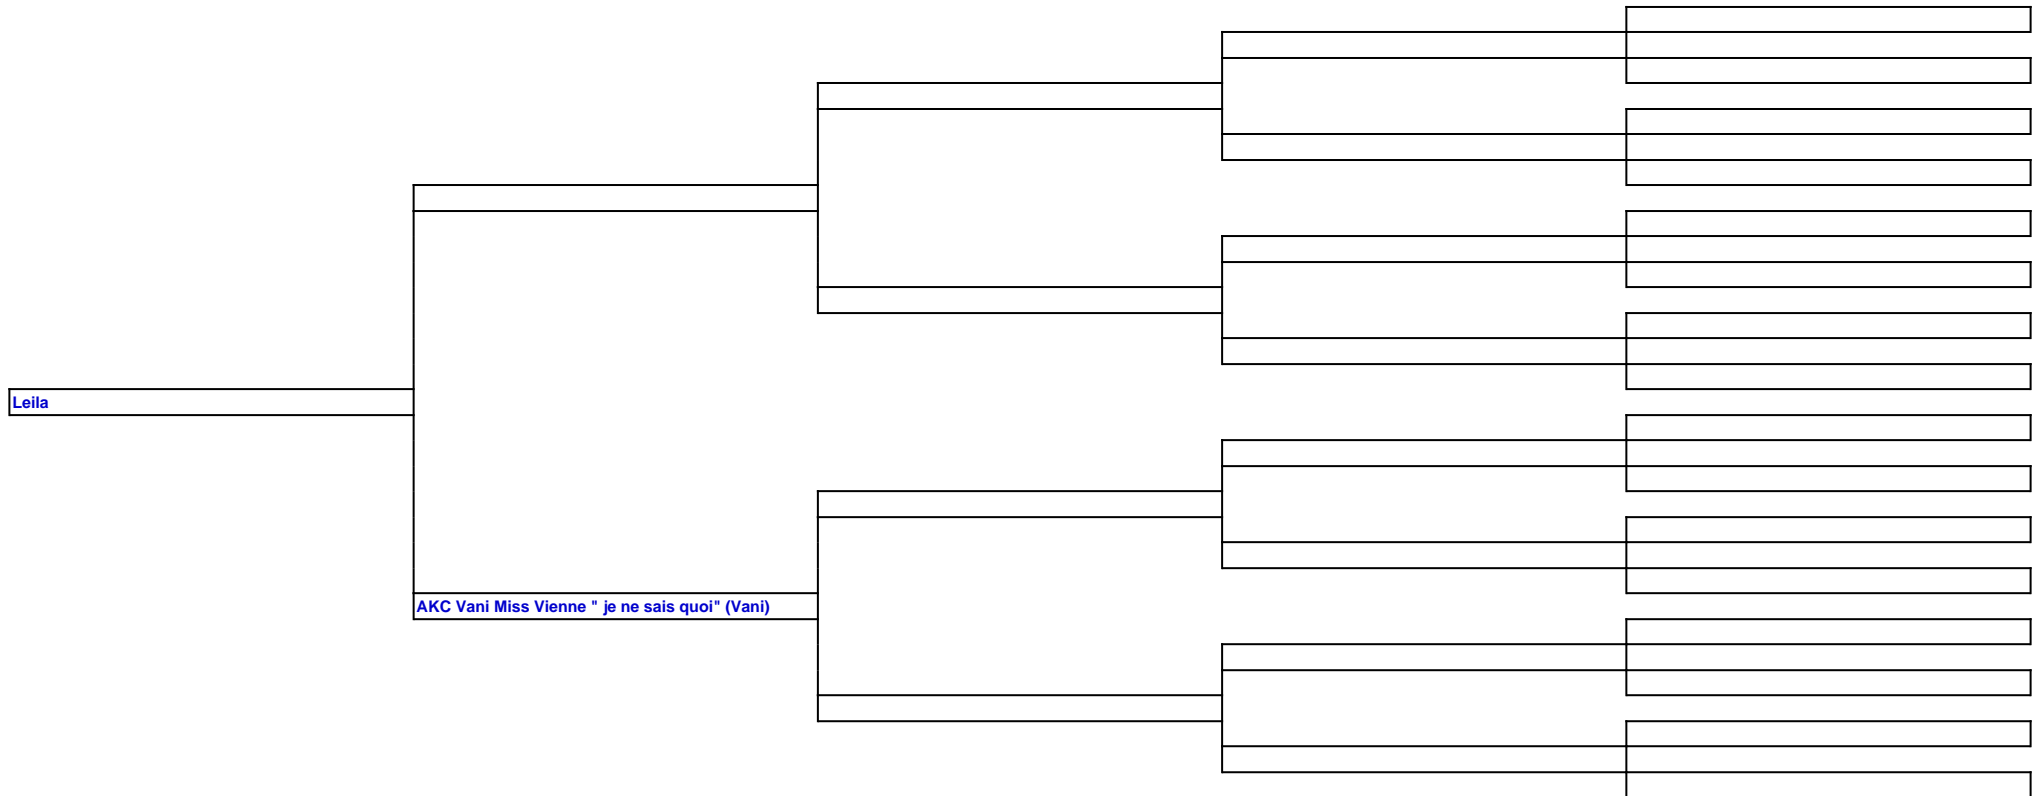 Leila
AKC Vani Miss Vienne " je ne sais quoi" (Vani)